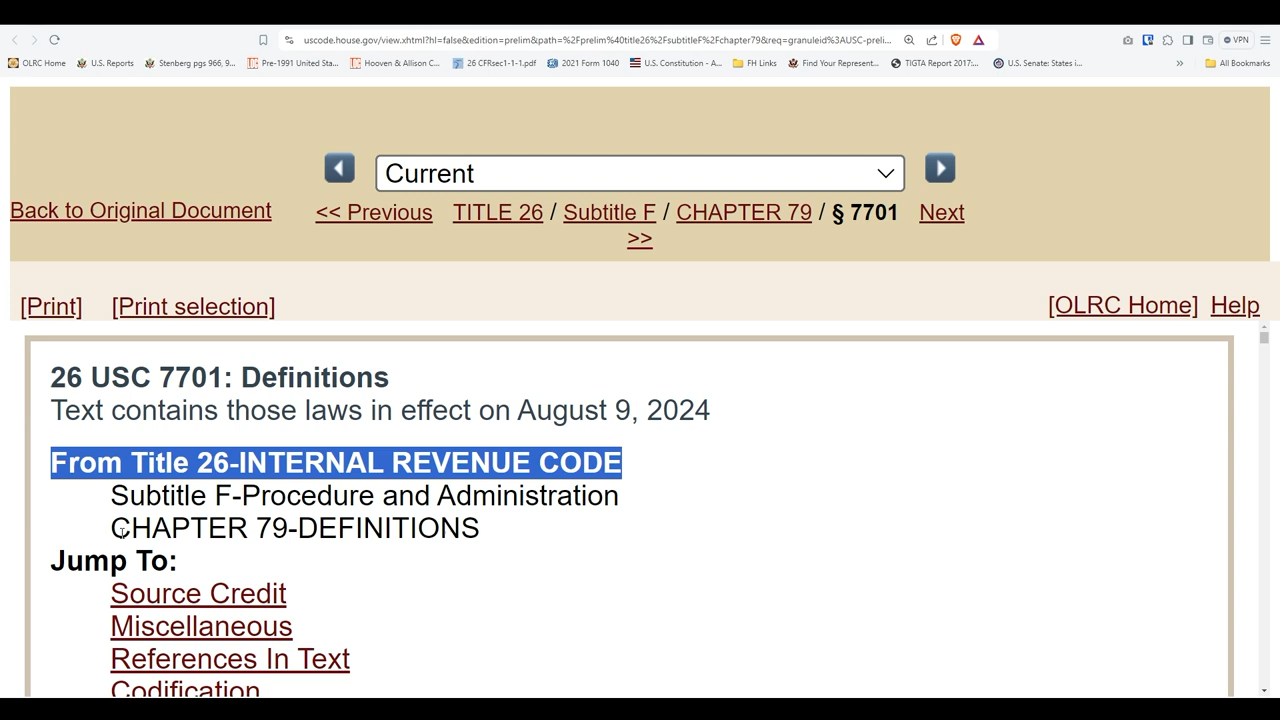 uscode.house.gov/view.xhtml?hl=false&edition=prelim&path=%2Fprelim%40title26%2FsubtitleF%2Fchapter79&req=granuleid%3AUSC-preli...
VPN
OLRC Home U.S. Reports Stenberg pgs 966, 9... Pre-1991 United Sta... Hooven & Allison C... 26 CFRsec1-1-1.pdf 2021 Form 1040 U.S. Constitution - A... FH Links Find Your Represent... TIGTA Report 2017:... U.S. Senate: States i... » All Bookmarks
Current
Back to Original Document << Previous TITLE 26 / Subtitle F / CHAPTER 79 / § 7701 Next
>>
[Print] [Print selection] [OLRC Home] Help
26 USC 7701: Definitions
Text contains those laws in effect on August 9, 2024
From Title 26-INTERNAL REVENUE CODE
Subtitle F-Procedure and Administration
CHAPTER 79-DEFINITIONS
Jump To:
Source Credit
Miscellaneous
References In Text
Codification